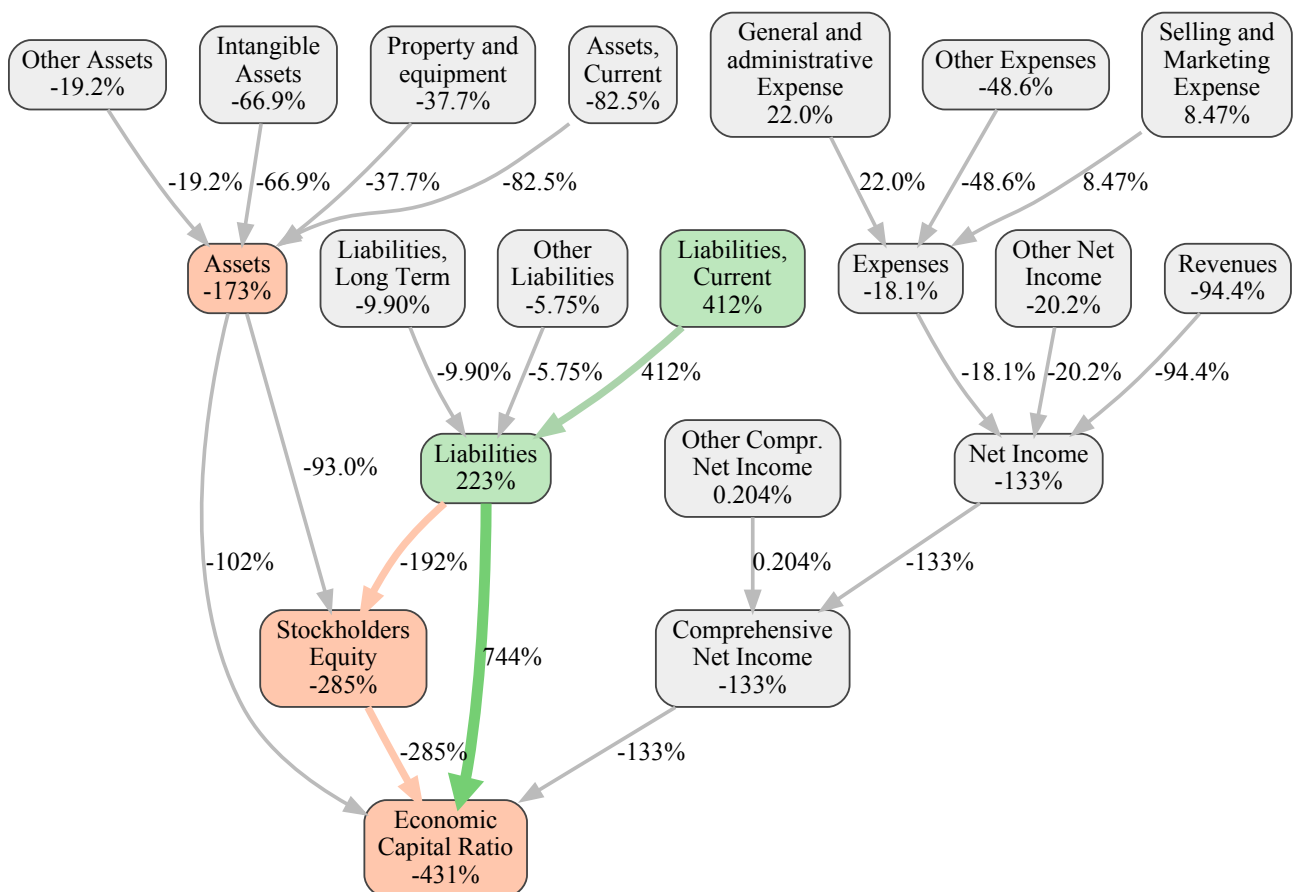 Other Assets
-19.2%
Intangible
Assets
-66.9%
Property and
equipment
-37.7%
Assets,
Current
-82.5%
General and
administrative
Expense
22.0%
Other Expenses
-48.6%
Selling and
Marketing
Expense
8.47%
-19.2%
-66.9%
-37.7%
-82.5%
22.0%
-48.6%
8.47%
Assets
-173%
Liabilities,
Long Term
-9.90%
Other
Liabilities
-5.75%
Liabilities,
Current
412%
Expenses
-18.1%
Other Net
Income
-20.2%
Revenues
-94.4%
-9.90%
-5.75%
412%
-18.1%
-20.2%
-94.4%
-93.0%
Liabilities
223%
Other Compr.
Net Income
0.204%
Net Income
-133%
-102%
-192%
0.204%
-133%
Stockholders
Equity
-285%
744%
Comprehensive
Net Income
-133%
-285%
-133%
Economic
Capital Ratio
-431%